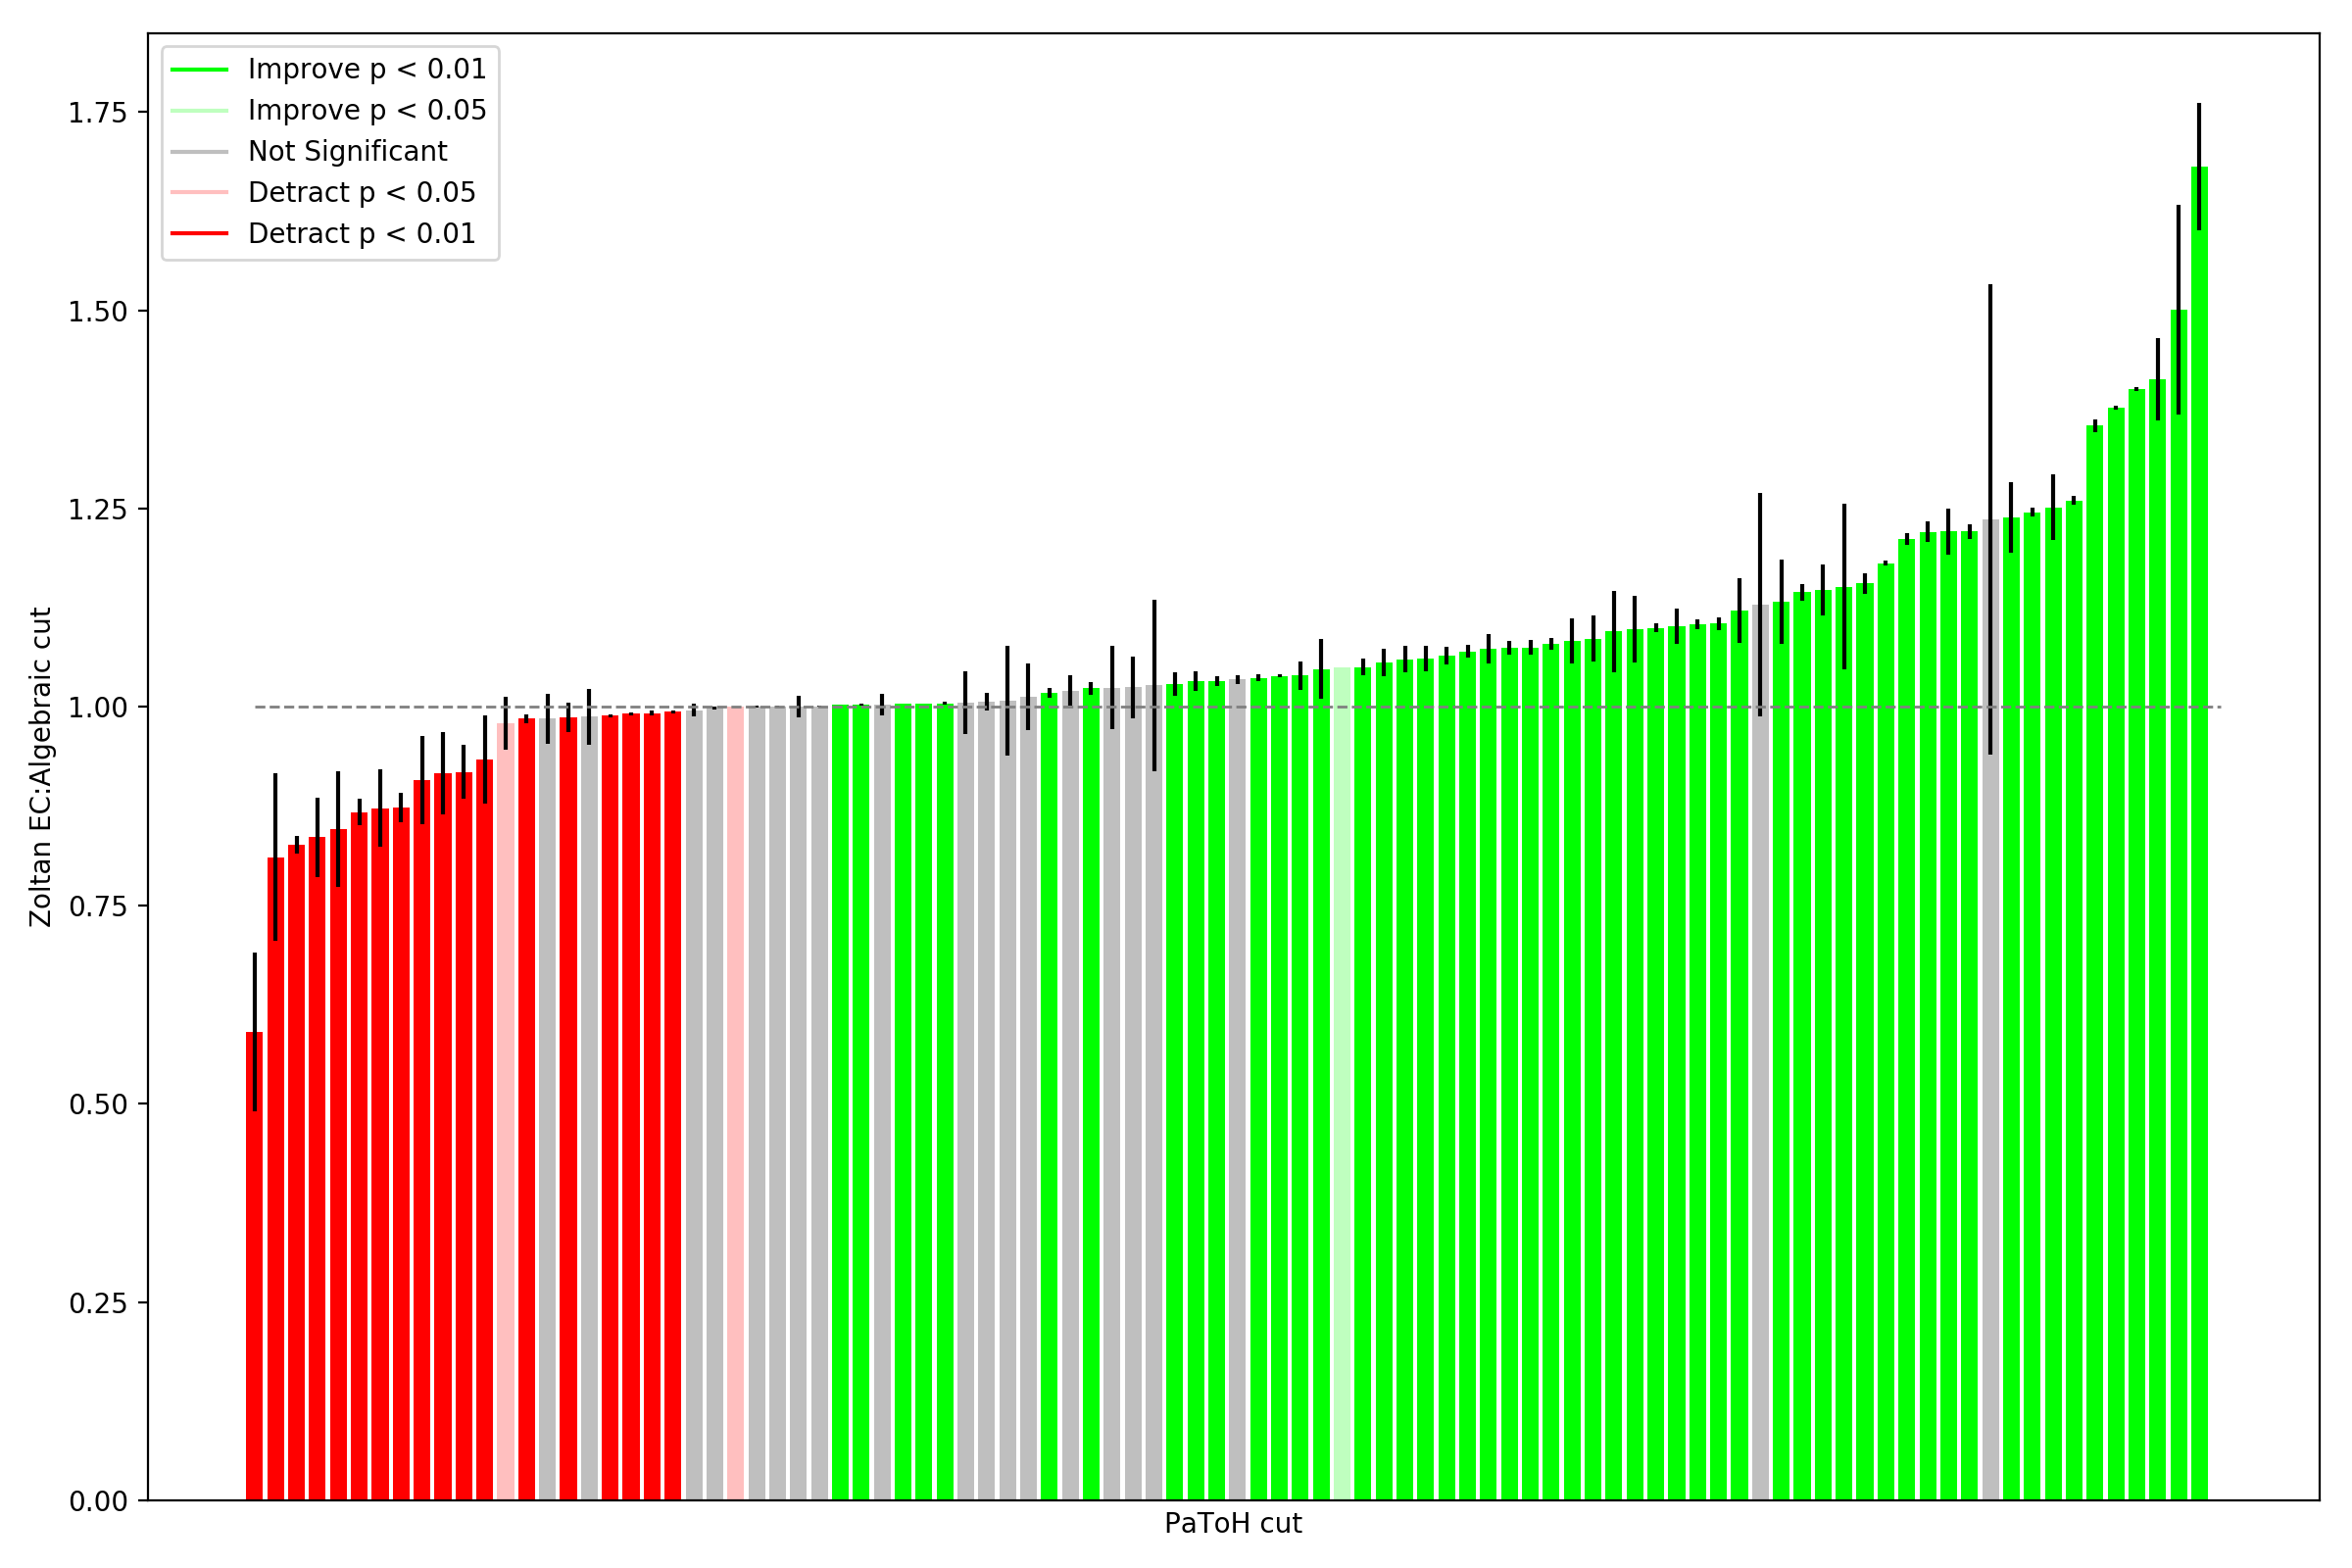 Improve p < 0.01
Improve p < 0.05
Not Significant
Detract p < 0.05
Detract p < 0.01
1.75
1.50
1.25
1.00
0.75
0.50
0.25
0.00
Zoltan EC:Algebraic cut
PaToH cut